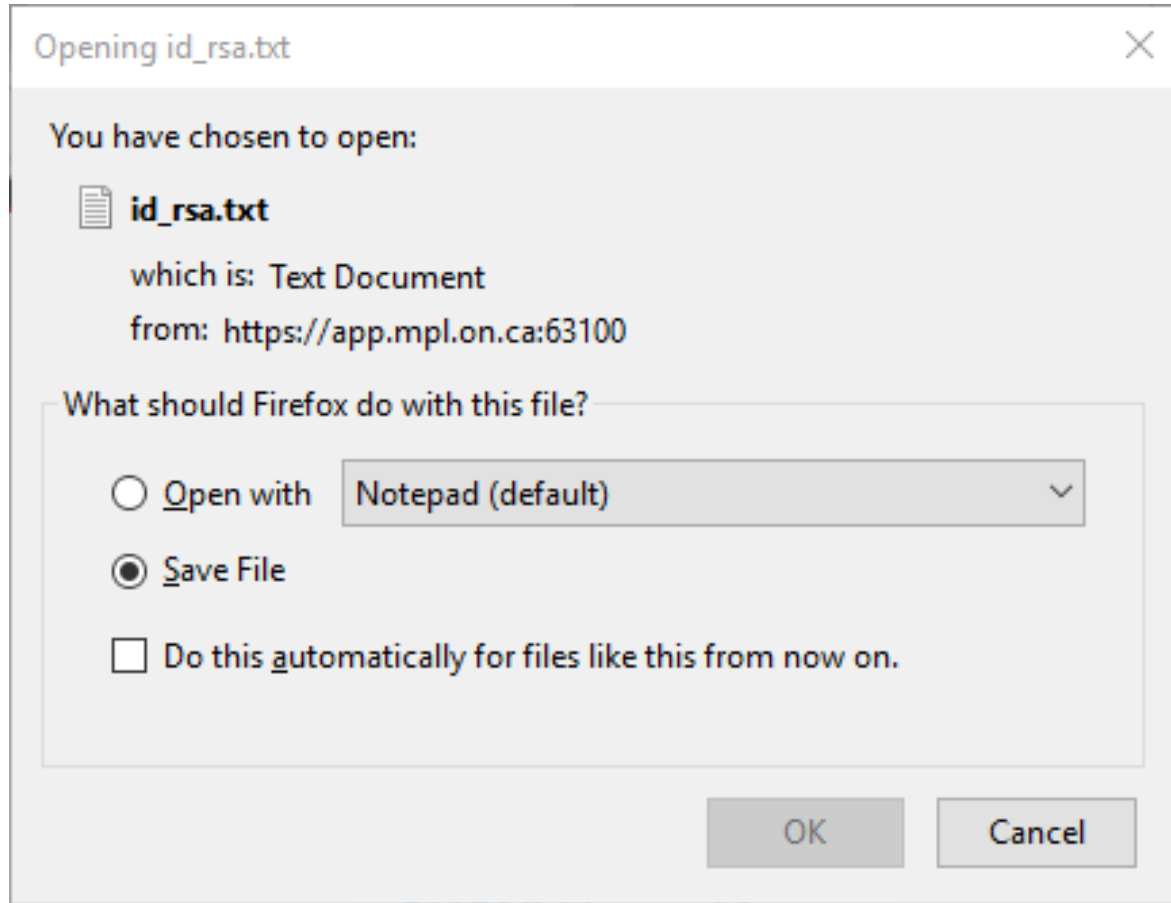 Opening id_rsa.txt
You have chosen to open:
id_rsa.txt
which is: Text Document
from: https://app.mpl.on.ca:63100
What should Firefox do with this file?
Open with Notepad (default)
Save File
Do this automatically for files like this from now on.
OK Cancel